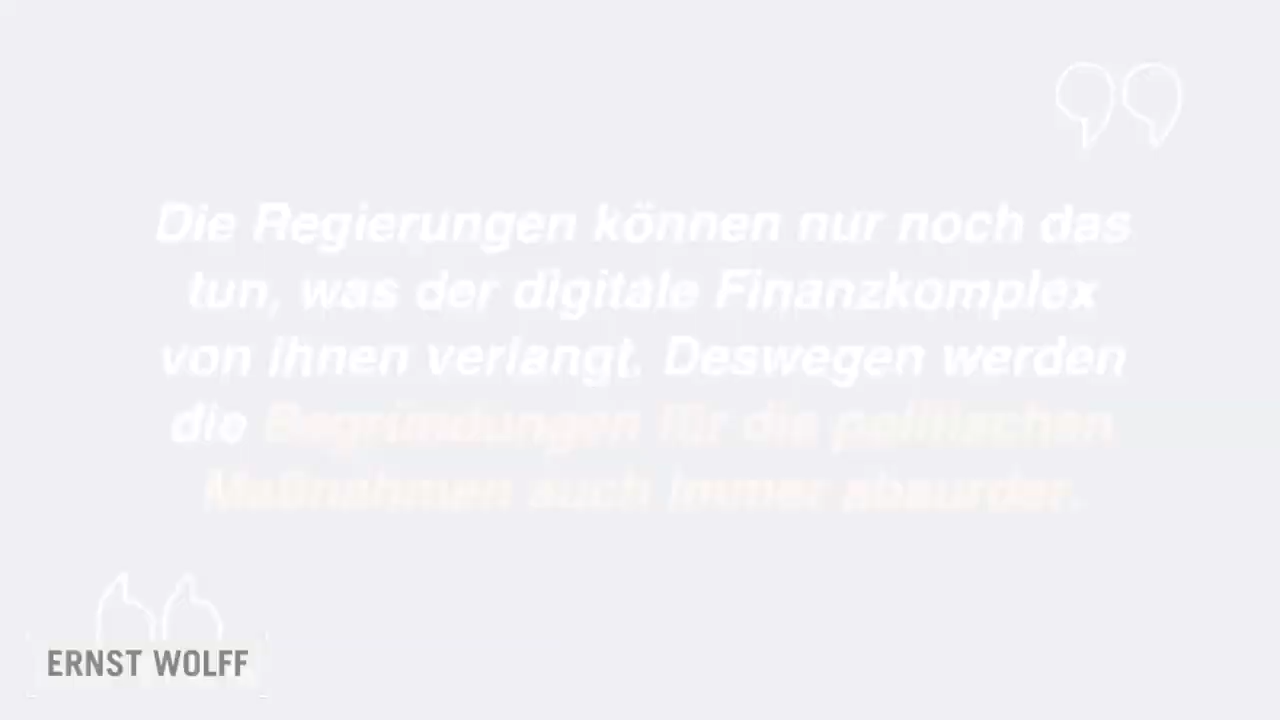 Die Regierungen können nur noch das
tun, was der digitale Finanzkomplex
von ihnen verlangt. Deswegen werden
die Begründungen für die politischen
Maßnahmen auch immer absurder.
ERNST WOLFF